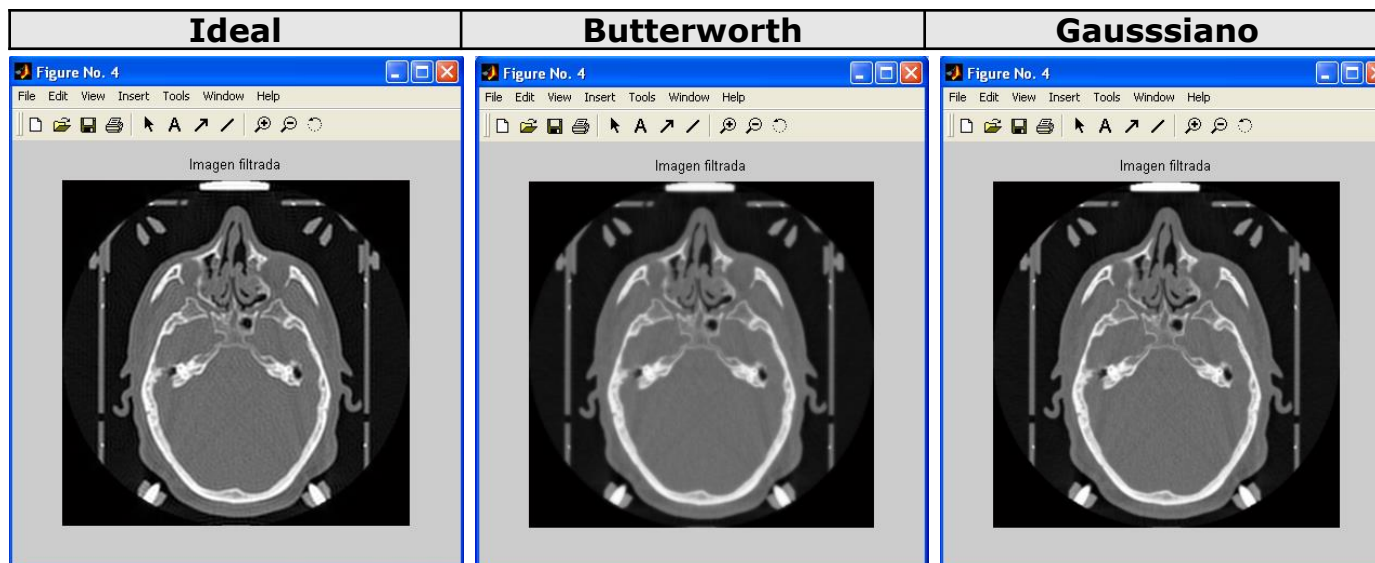 Ideal Butterworth Gausssiano
Figure No. 4 Figure No. 4 Figure No. 4
File Edit View Insert Tools Window Help File Edit View Insert Tools Window Help File Edit View Insert Tools Window Help
A A A
Imagen filtrada Imagen filtrada Imagen filtrada